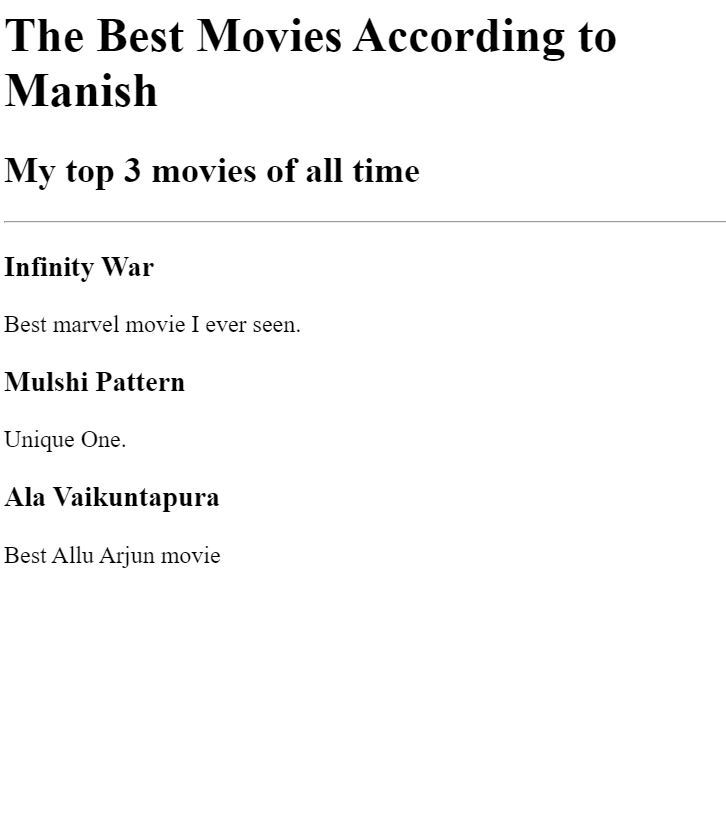 The Best Movies According to
Manish
My top 3 movies of all time
Infinity War
Best marvel movie I ever seen.
Mulshi Pattern
Unique One.
Ala Vaikuntapura
Best Allu Arjun movie